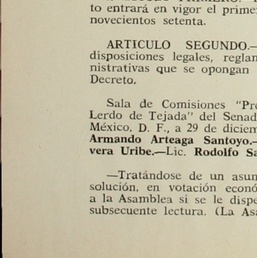 to entrará en vigor el primer
novecientos setenta.
ARTICULO SEGUNDO.—
disposiciones legales, reglam
nistrativas que se opongan
Decreto.
Sala de Comisiones "Pr
Lerdo de Tejada" del Senad
México, D. F., a 29 de diciem
Armando Arteaga Santoyo.—
vera Uribe.—Lic. Rodolfo Sa
—Tratándose de un asun
solución, en votación econó
a la Asamblea si se le dispe
subsecuente lectura. (La As